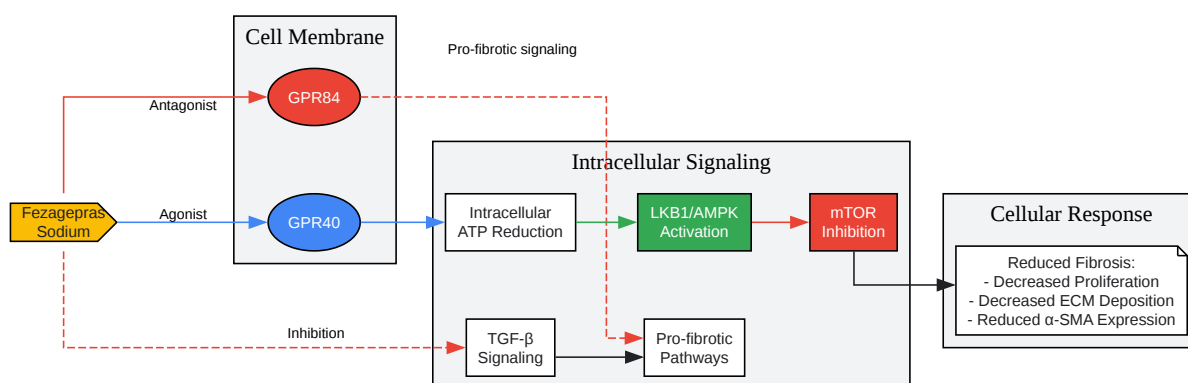 Cell Membrane
Pro-fibrotic signaling
GPR84
Antagonist
Intracellular Signaling
Fezagepras
Sodium
Agonist
GPR40
Intracellular
ATP Reduction
LKB1/AMPK
Activation
mTOR
Inhibition
Cellular Response
Reduced Fibrosis:
- Decreased Proliferation
- Decreased ECM Deposition
- Reduced α-SMA Expression
Inhibition
TGF-β
Signaling
Pro-fibrotic
Pathways